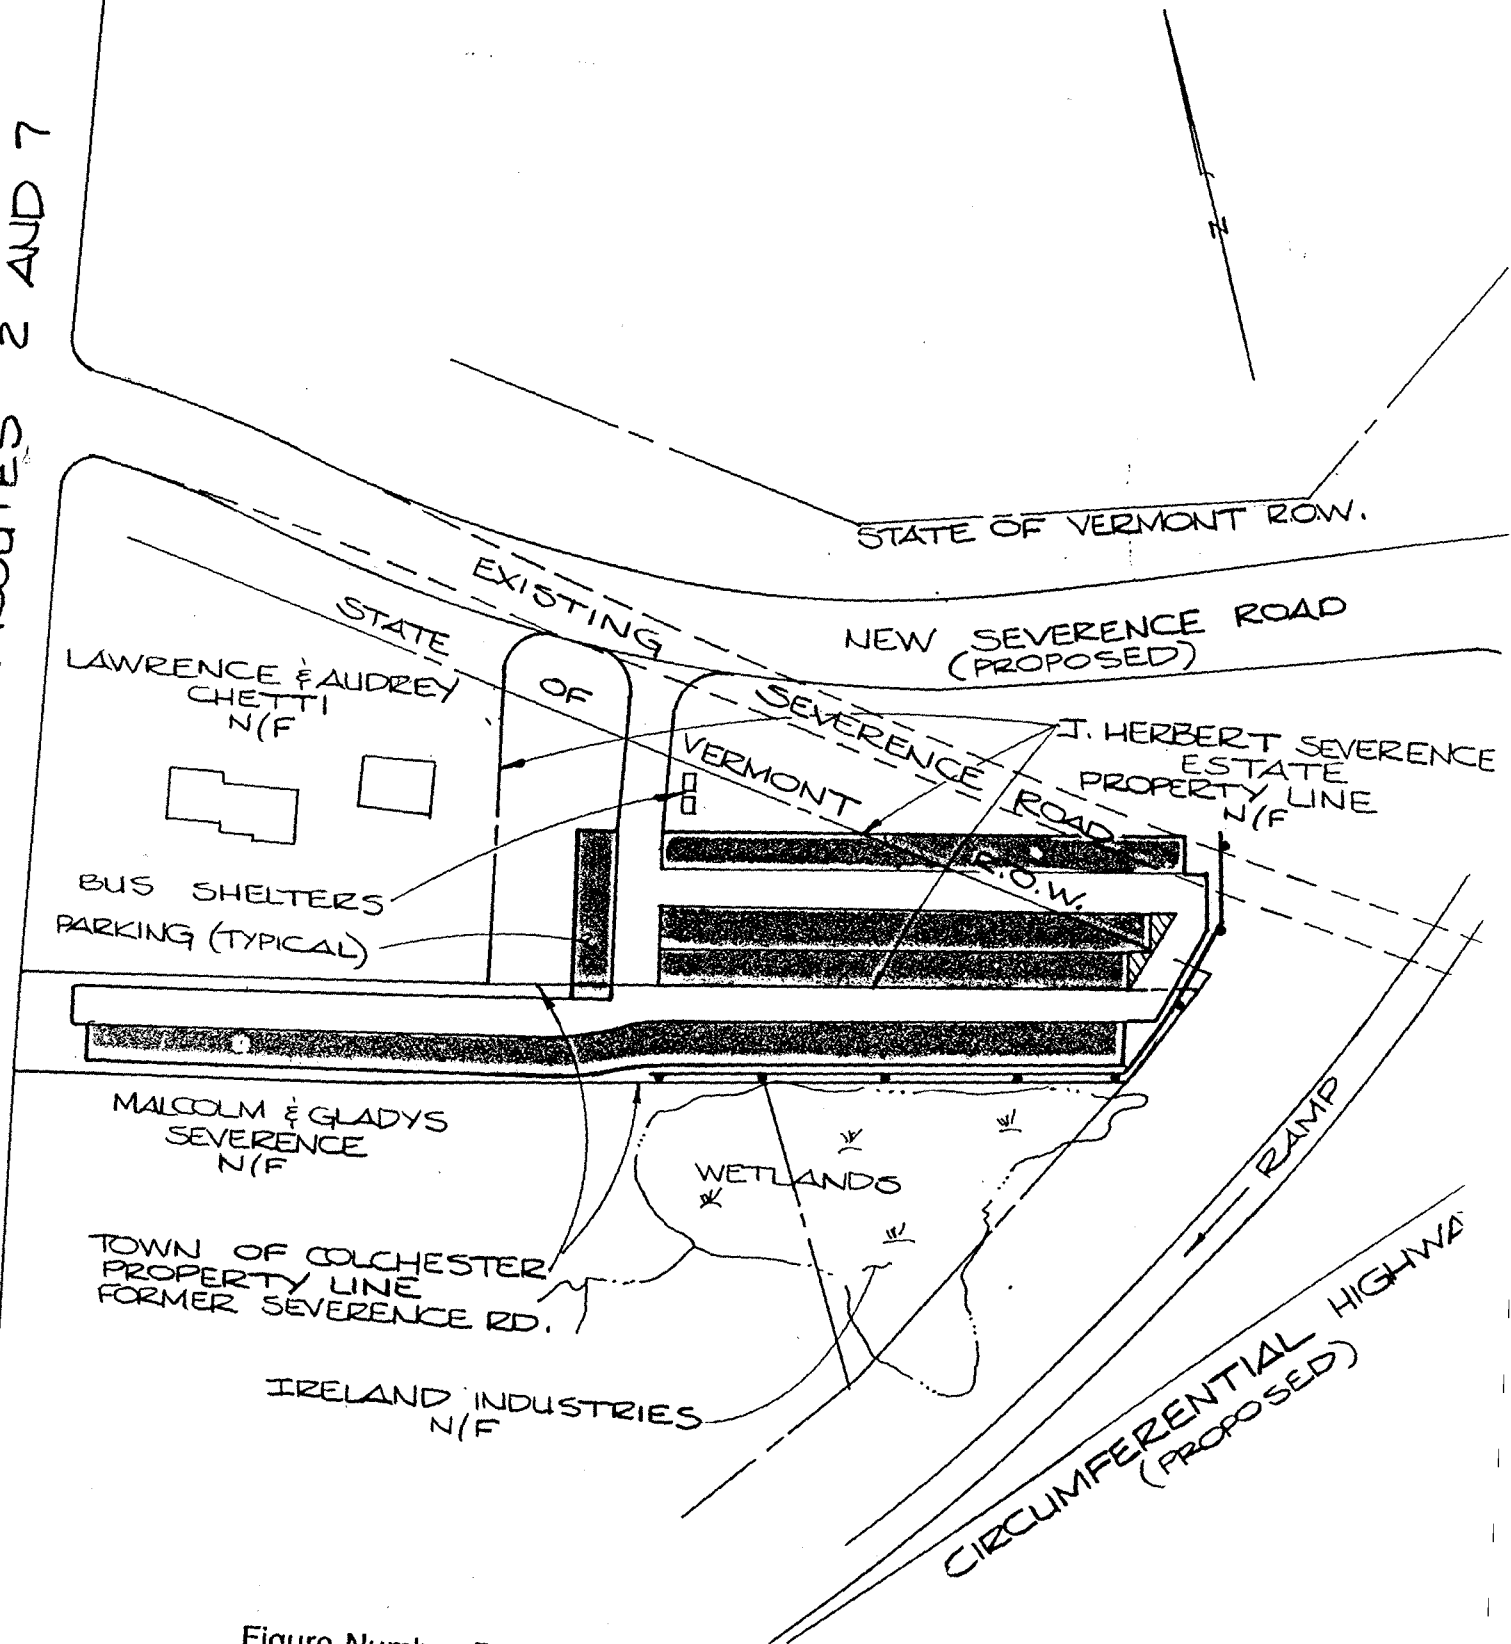 ROUTES 2 AND 7
N
STATE OF VERMONT R.O.W.
EXISTING SEVERENCE ROAD
STATE OF VERMONT R.O.W.
NEW SEVERENCE ROAD
(PROPOSED)
LAWRENCE & AUDREY
CHETTI
N/F
J. HERBERT SEVERENCE
ESTATE
PROPERTY LINE
N/F
BUS SHELTERS
PARKING (TYPICAL)
MALCOLM & GLADYS
SEVERENCE
N/F
WETLANDS
RAMP
TOWN OF COLCHESTER
PROPERTY LINE
FORMER SEVERENCE RD.
IRELAND INDUSTRIES
N/F
CIRCUMFERENTIAL HIGHWA
(PROPOSED)
Figure